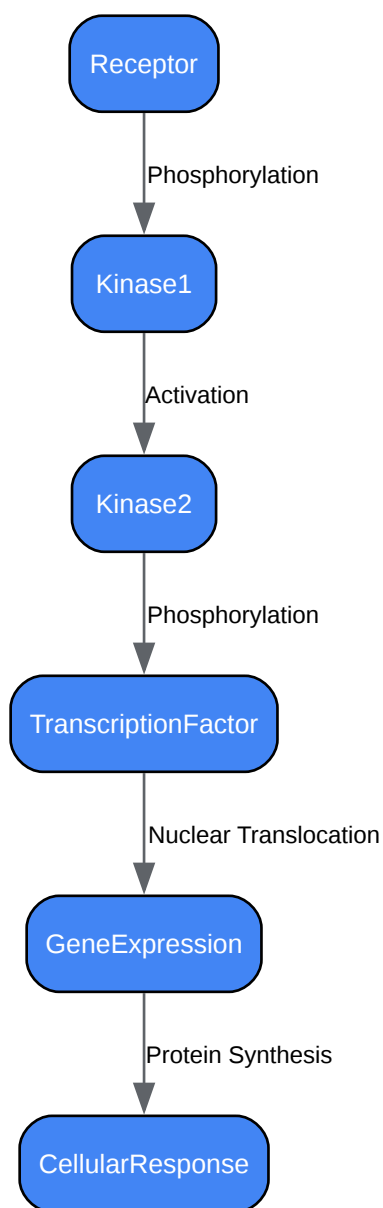 Receptor
Phosphorylation
Kinase1
Activation
Kinase2
Phosphorylation
TranscriptionFactor
Nuclear Translocation
GeneExpression
Protein Synthesis
CellularResponse